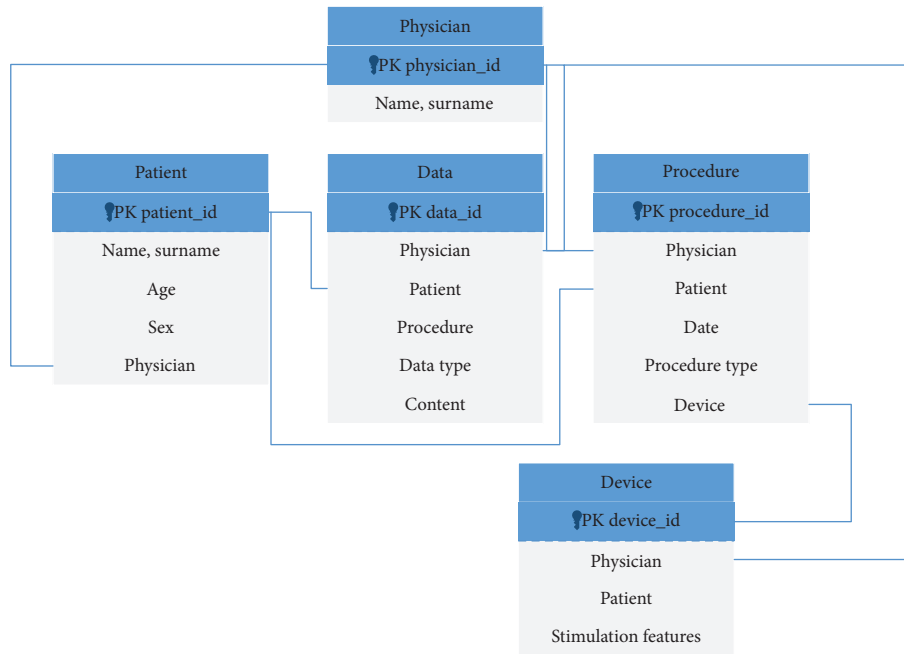 Physician
PK physician_id
Name, surname
Patient
PK patient_id
Name, surname
Age
Sex
Physician
Data
PK data_id
Physician
Patient
Procedure
Data type
Content
Procedure
PK procedure_id
Physician
Patient
Date
Procedure type
Device
Device
PK device_id
Physician
Patient
Stimulation features